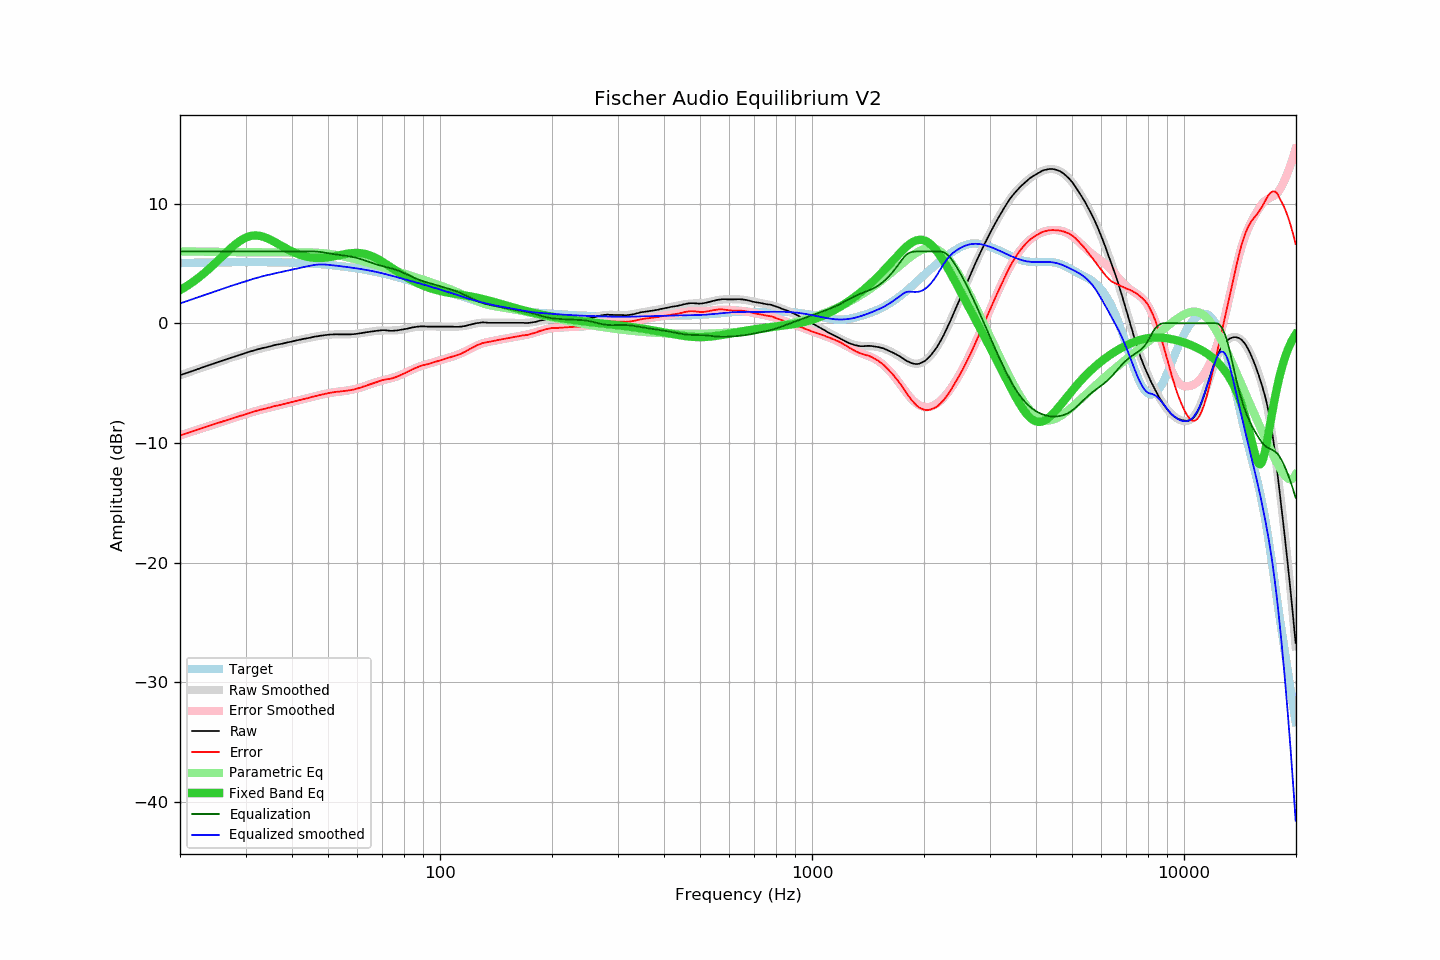 Fischer Audio Equilibrium V2
10
0
−10
−20
−30
−40
Amplitude (dBr)
Target
Raw Smoothed
Error Smoothed
Raw
Error
Parametric Eq
Fixed Band Eq
Equalization
Equalized smoothed
100 1000 10000
Frequency (Hz)